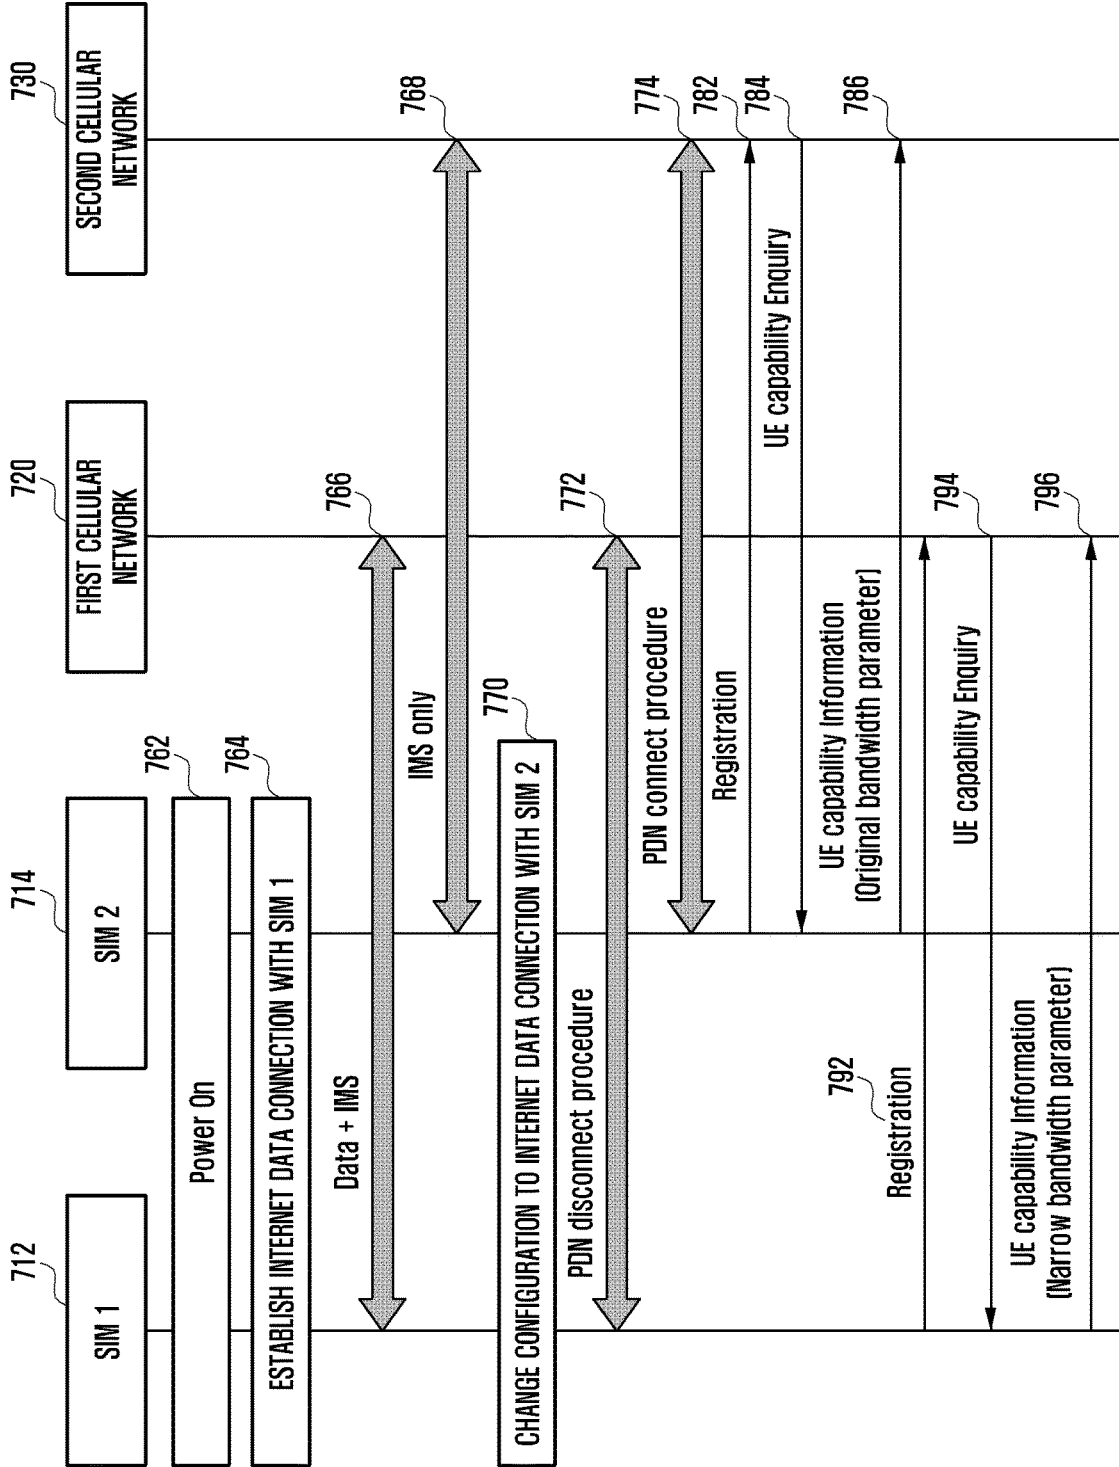 712
714
720
730
SIM 1
SIM 2
FIRST CELLULAR
NETWORK
SECOND CELLULAR
NETWORK
762
Power On
764
ESTABLISH INTERNET DATA CONNECTION WITH SIM 1
Data + IMS
766
IMS only
768
770
CHANGE CONFIGURATION TO INTERNET DATA CONNECTION WITH SIM 2
PDN disconnect procedure
772
PDN connect procedure
774
Registration
782
UE capability Enquiry
784
UE capability Information
(Original bandwidth parameter)
786
792
Registration
UE capability Enquiry
794
UE capability Information
(Narrow bandwidth parameter)
796